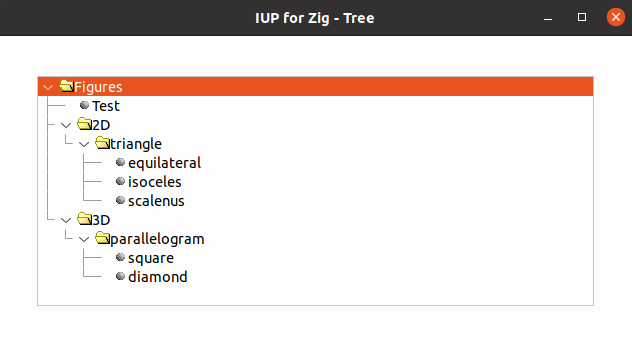 IUP for Zig - Tree
Figures
Test
2D
triangle
equilateral
isoceles
scalenus
3D
parallelogram
square
diamond